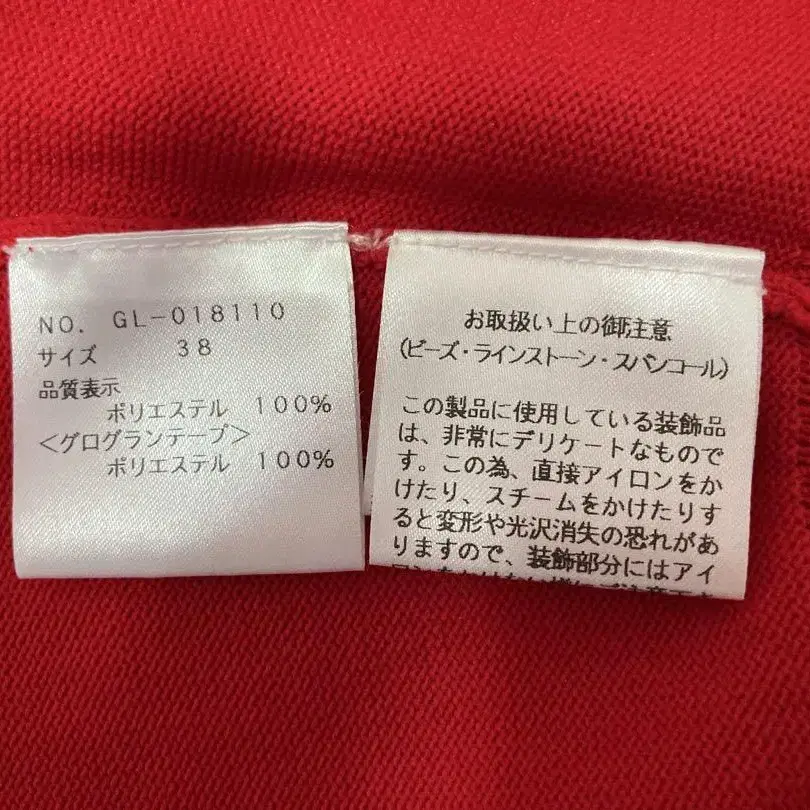 NO. GL-018110
サイズ 38
品質表示
ポリエステル 100%
<グログランテープ>
ポリエステル 100%
お取扱い上の御注意
(ビーズ・ラインストーン・スパンコール)
この製品に使用している装飾品
は、非常にデリケートなもので
す。この為、直接アイロンをか
けたり、スチームをかけたりす
ると変形や光沢消失の恐れがあ
りますので、装飾部分にはアイ